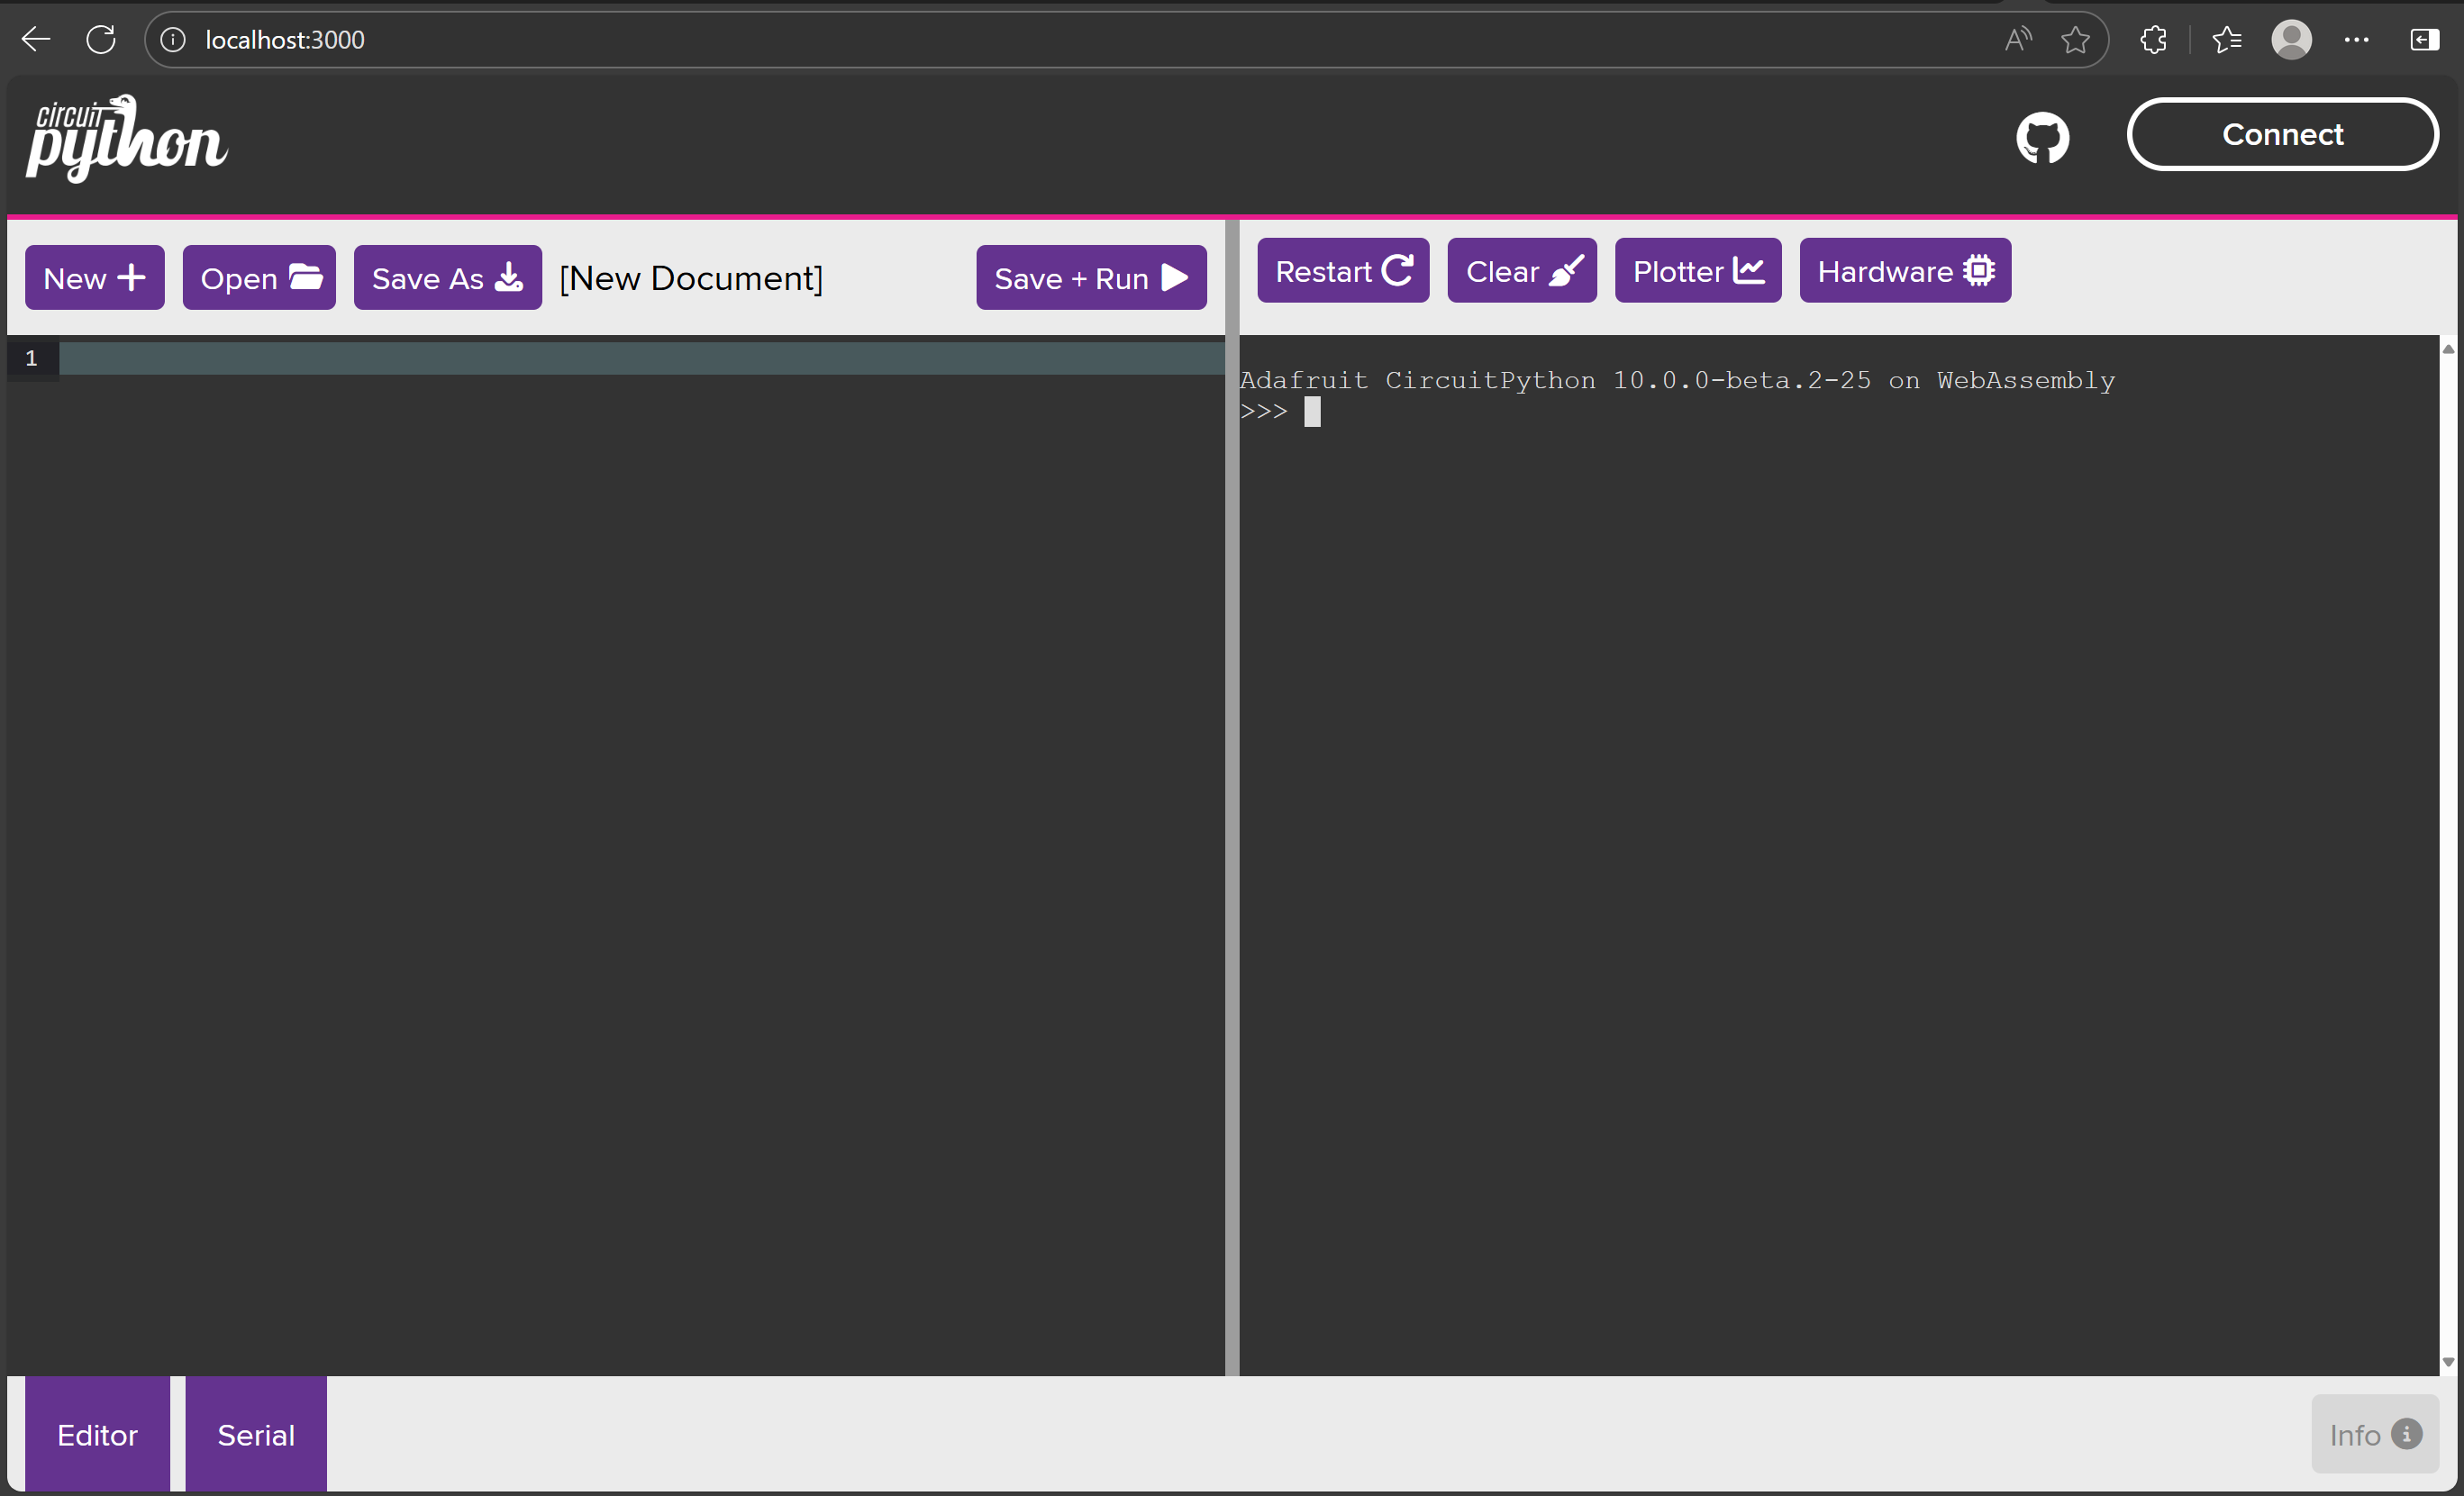 localhost:3000
circuit
python
Connect
New
Open
Save As
[New Document]
Save + Run
Restart
Clear
Plotter
Hardware
1
Adafruit CircuitPython 10.0.0-beta.2-25 on WebAssembly
>>>
Editor
Serial
Info